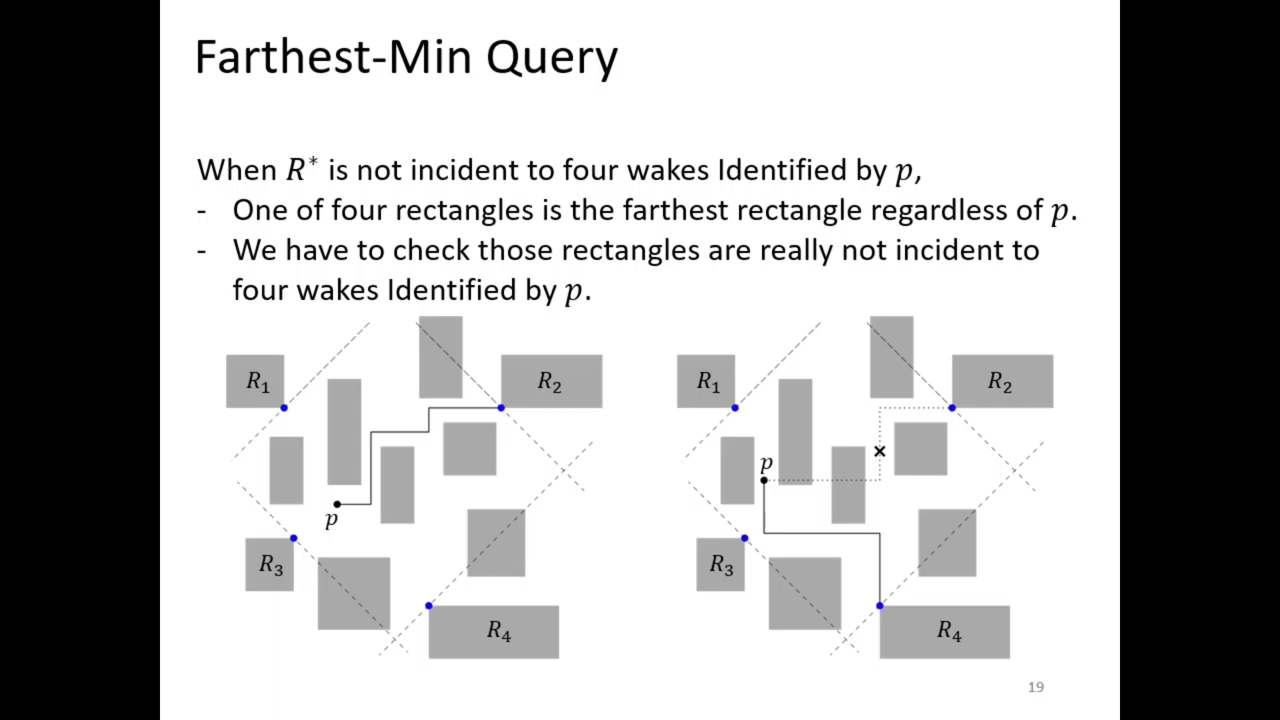 Farthest-Min Query
When R* is not incident to four wakes Identified by p,
- One of four rectangles is the farthest rectangle regardless of p.
- We have to check those rectangles are really not incident to
four wakes Identified by p.
R₁
R₂
p
R₃
R₄
R₁
R₂
p
×
R₃
R₄
19